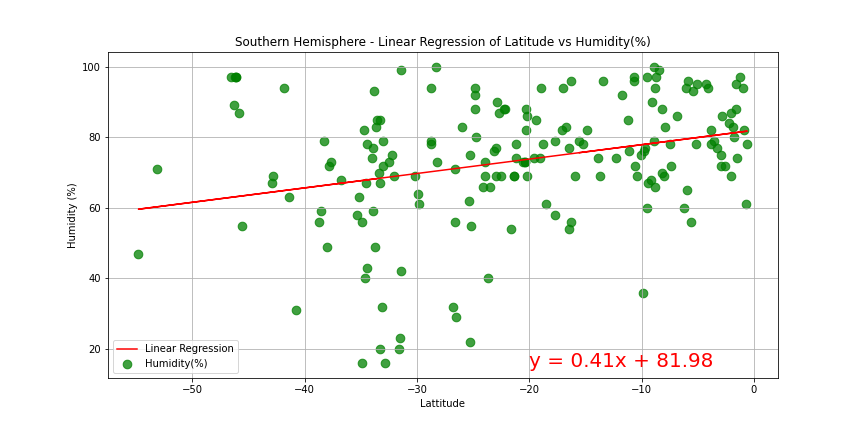 Southern Hemisphere - Linear Regression of Latitude vs Humidity(%)
100
80
60
40
20
Humidity (%)
Linear Regression
Humidity(%)
y = 0.41x + 81.98
−50
−40
−30
−20
−10
0
Lattitude